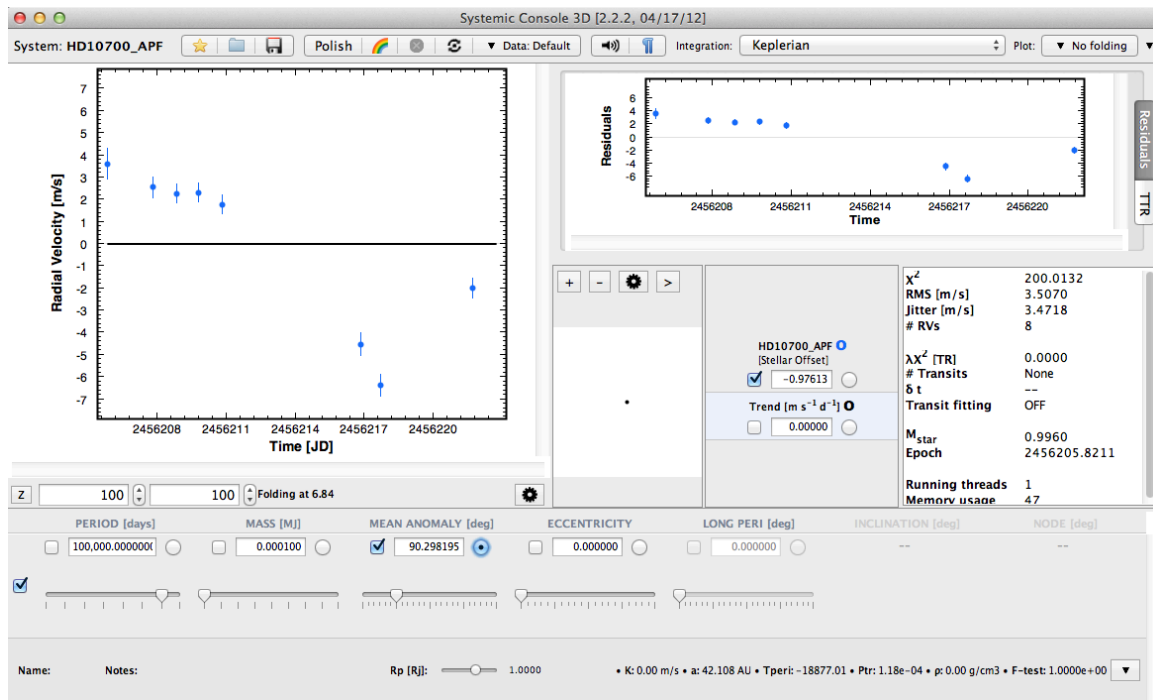 Systemic Console 3D [2.2.2, 04/17/12]
System: HD10700_APF Polish ▼ Data: Default Integration: Keplerian Plot: ▼ No folding ▼
7
6
5
4
3
2
1
0
-1
-2
-3
-4
-5
-6
-7
Radial Velocity [m/s]
2456208 2456211 2456214 2456217 2456220
Time [JD]
6
4
2
0
-2
-4
-6
Residuals
2456208 2456211 2456214 2456217 2456220
Time
Residuals
TTR
+ - >
HD10700_APF O
[Stellar Offset]
-0.97613
Trend [m s⁻¹ d⁻¹] O
0.00000
χ² 200.0132
RMS [m/s] 3.5070
Jitter [m/s] 3.4718
# RVs 8
λχ² [TR] 0.0000
# Transits None
δ t --
Transit fitting OFF
Mstar 0.9960
Epoch 2456205.8211
Running threads 1
Memory usage 47
Z 100 100 Folding at 6.84
PERIOD [days] MASS [MJ] MEAN ANOMALY [deg] ECCENTRICITY LONG PERI [deg] INCLINATION [deg] NODE [deg]
100,000.0000000 0.000100 90.298195 0.000000 0.000000 -- --
Name: Notes: Rp [Rj]: 1.0000 • K: 0.00 m/s • a: 42.108 AU • Tperi: -18877.01 • Ptr: 1.18e-04 • ρ: 0.00 g/cm3 • F-test: 1.0000e+00 ▼